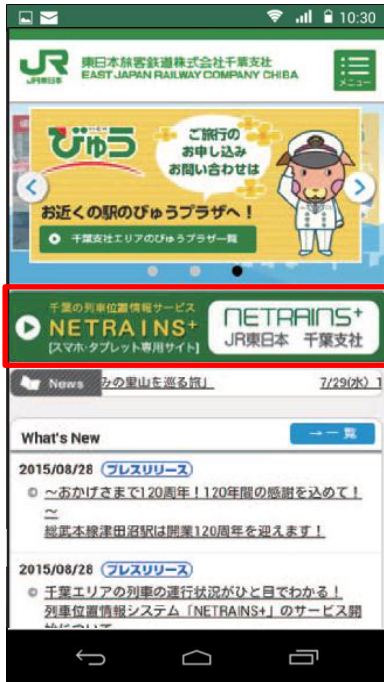 10:30
JR
JR東日本
東日本旅客鉄道株式会社千葉支社
EAST JAPAN RAILWAY COMPANY CHIBA
メニュー
びゅう
ご旅行の
お申し込み
お問い合わせは
お近くの駅のびゅうプラザへ!
千葉支社エリアのびゅうプラザ一覧
千葉の列車位置情報サービス
NETRAINS+
[スマホ・タブレット専用サイト]
NETRAINS+
JR東日本 千葉支社
News
みの里山を巡る旅」 7/29(水) 1
What's New
→一覧
2015/08/28 プレスリリース
～おかげさまで120周年!120年間の感謝を込めて!
～
総武本線津田沼駅は開業120周年を迎えます!
2015/08/28 プレスリリース
千葉エリアの列車の運行状況がひと目でわかる!
列車位置情報システム「NETRAINS+」のサービス開
始について